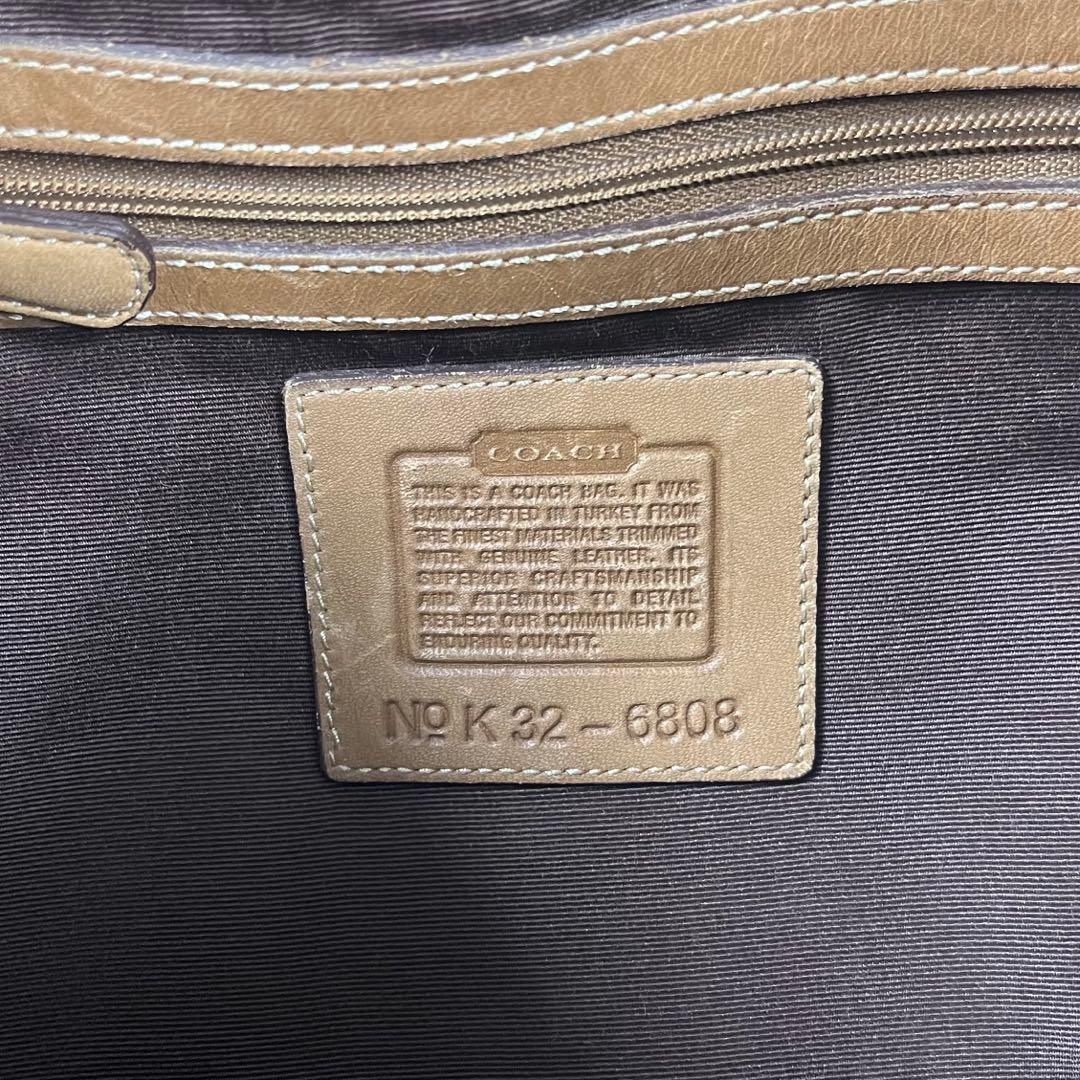 COACH
THIS IS A COACH BAG. IT WAS
HANDCRAFTED IN TURKEY FROM
THE FINEST MATERIALS TRIMMED
WITH GENUINE LEATHER. ITS
SUPERIOR CRAFTSMANSHIP
AND ATTENTION TO DETAIL
REFLECT OUR COMMITMENT TO
ENDURING QUALITY.
No K 32 - 6808